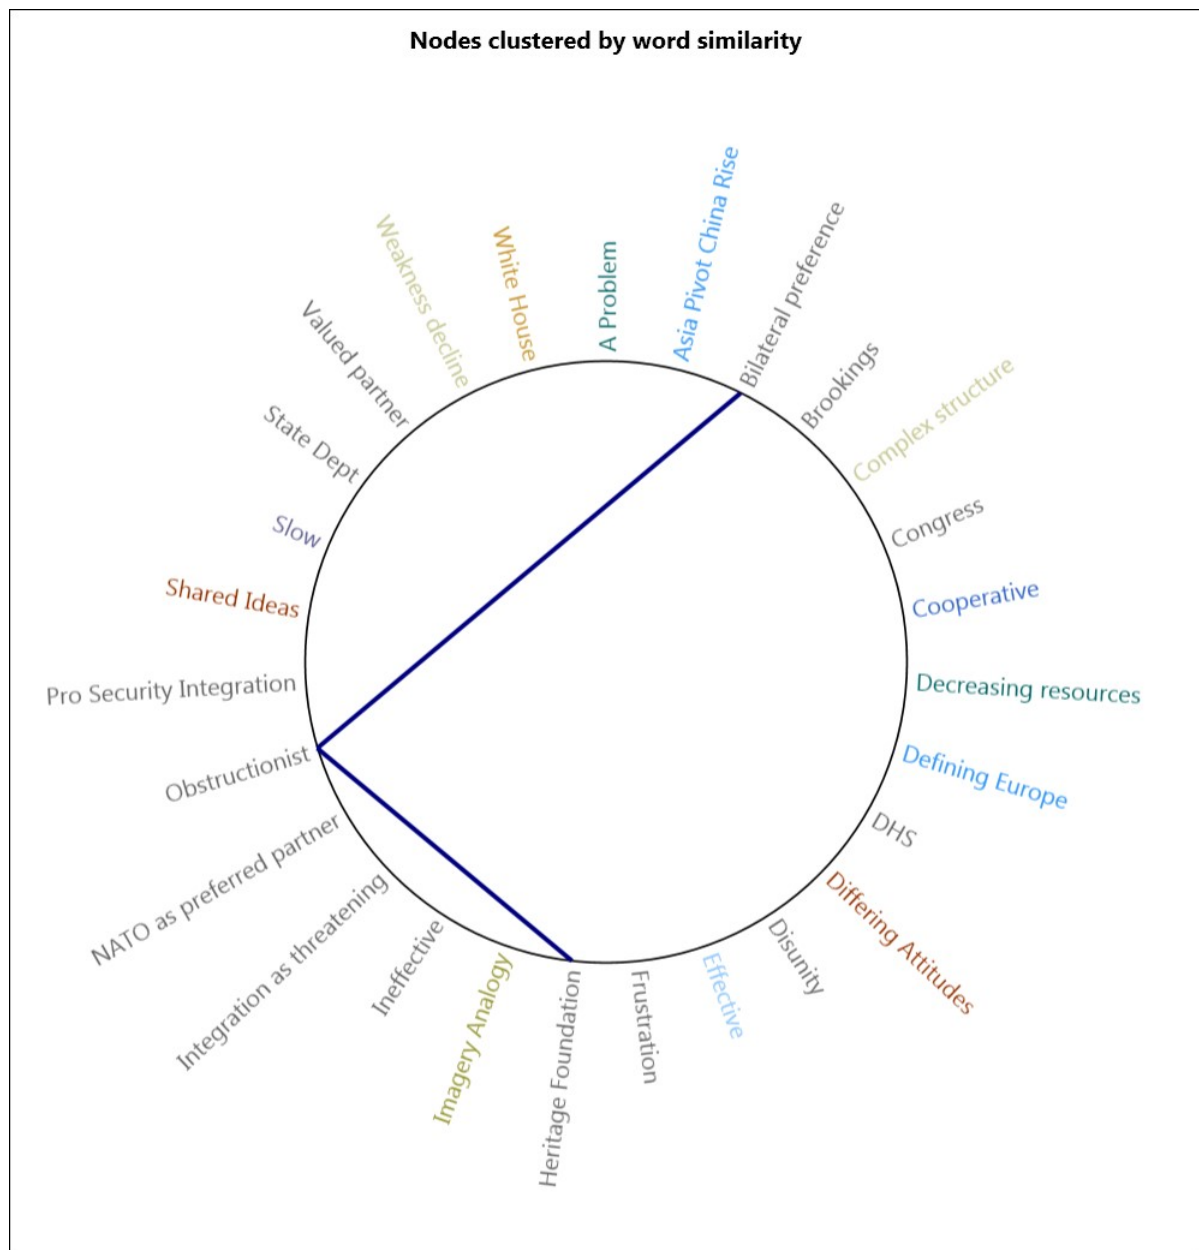 Nodes clustered by word similarity
A Problem
Asia Pivot China Rise
Bilateral preference
Brookings
Complex structure
Congress
Cooperative
Decreasing resources
Defining Europe
DHS
Differing Attitudes
Disunity
Effective
Frustration
Heritage Foundation
Imagery Analogy
Ineffective
Integration as threatening
NATO as preferred partner
Obstructionist
Pro Security Integration
Shared Ideas
Slow
State Dept
Valued partner
Weakness decline
White House